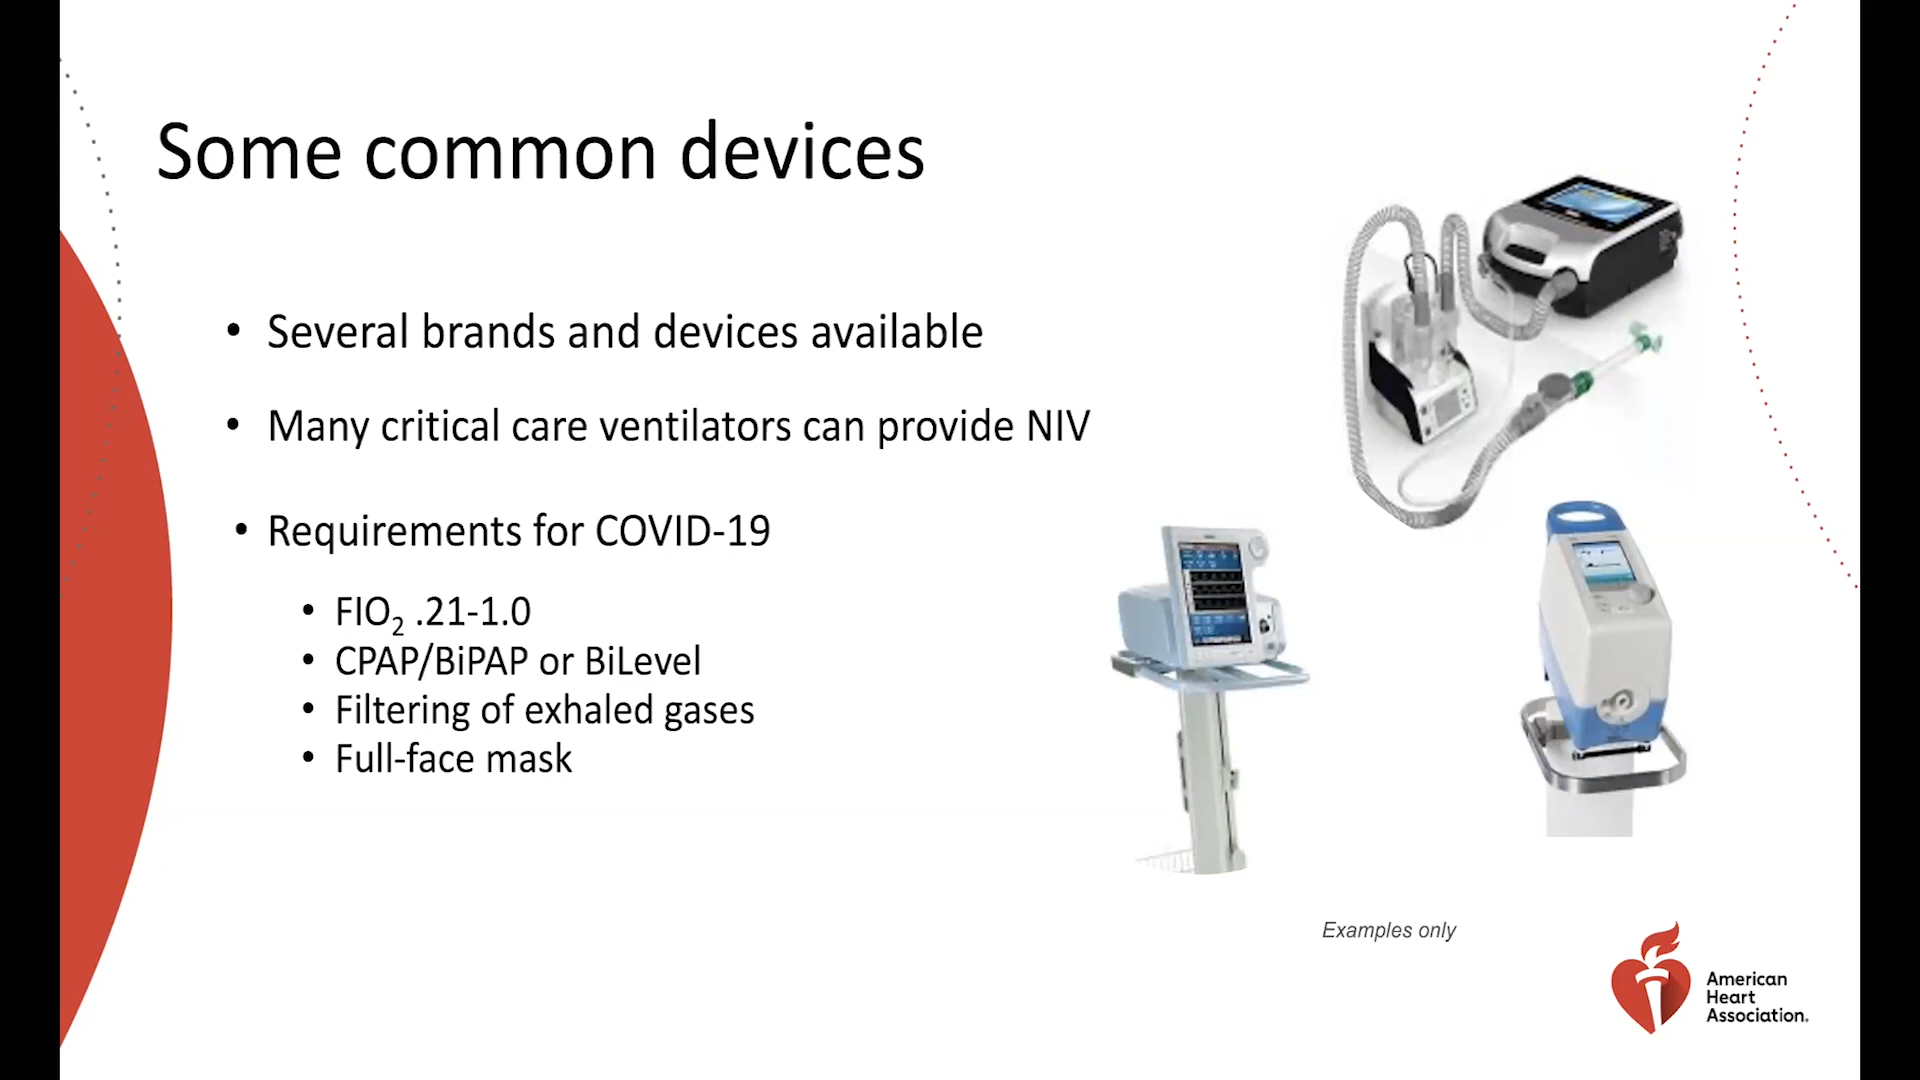 Some common devices
• Several brands and devices available
• Many critical care ventilators can provide NIV
• Requirements for COVID-19
• FIO₂ .21-1.0
• CPAP/BiPAP or BiLevel
• Filtering of exhaled gases
• Full-face mask
Examples only
American
Heart
Association.